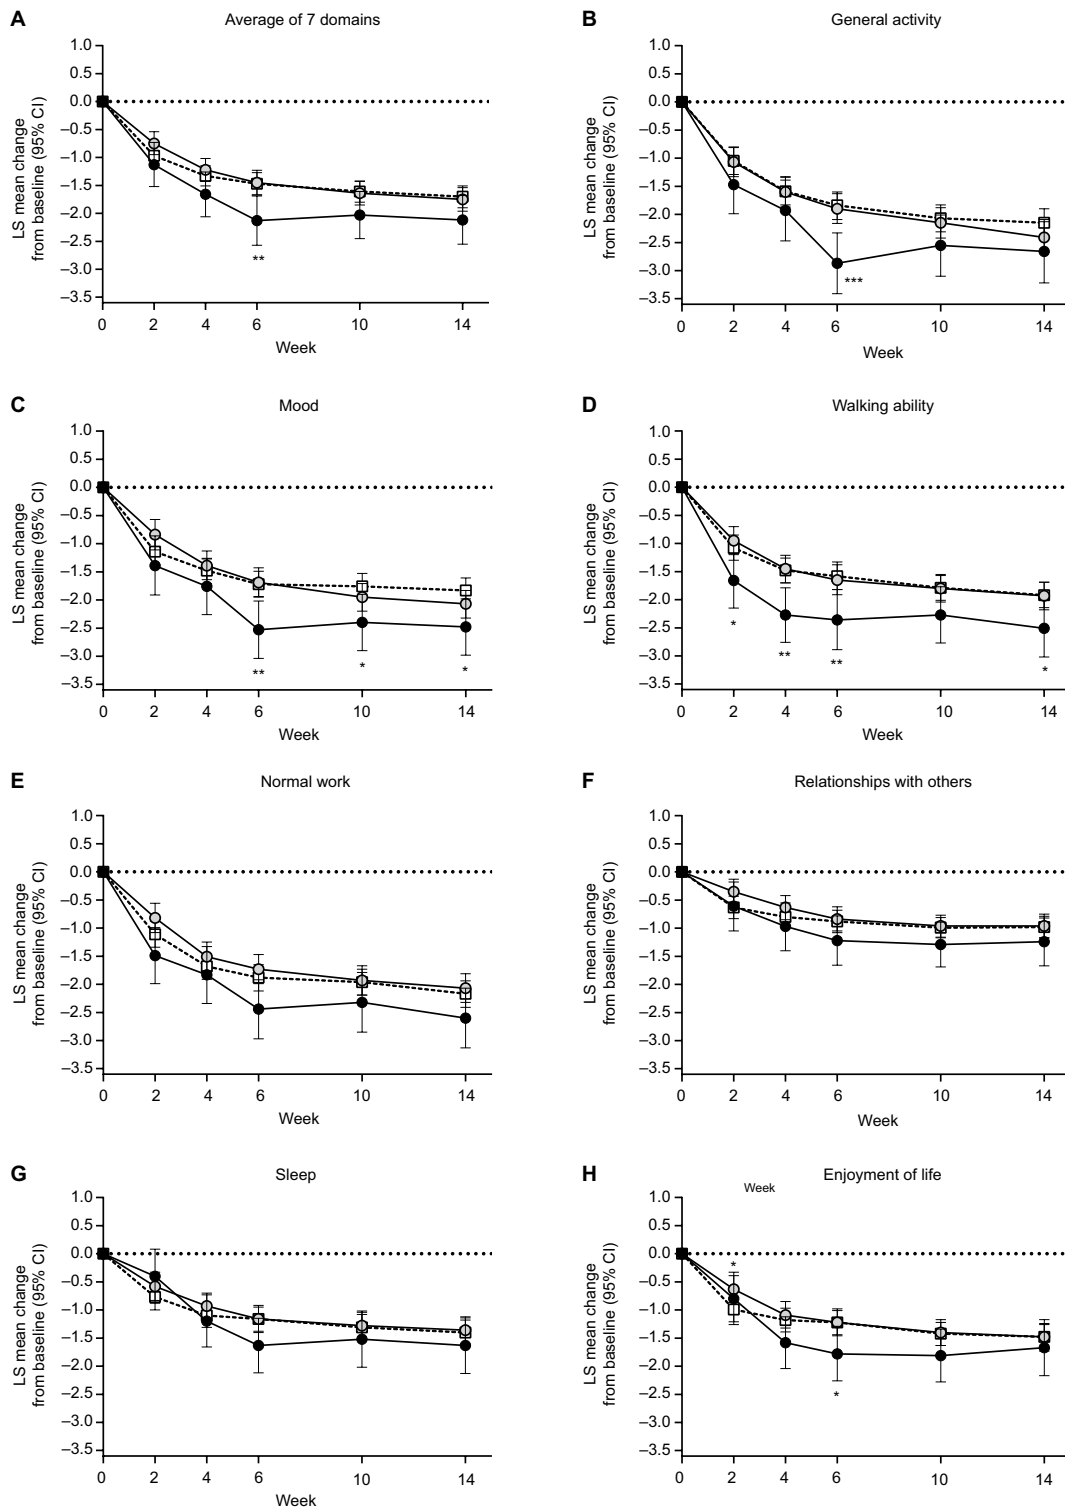 A Average of 7 domains
LS mean change
from baseline (95% CI)
1.0
0.5
0.0
–0.5
–1.0
–1.5
–2.0
–2.5
–3.0
–3.5
**
0 2 4 6 10 14
Week
B General activity
LS mean change
from baseline (95% CI)
1.0
0.5
0.0
–0.5
–1.0
–1.5
–2.0
–2.5
–3.0
–3.5
***
0 2 4 6 10 14
Week
C Mood
LS mean change
from baseline (95% CI)
1.0
0.5
0.0
–0.5
–1.0
–1.5
–2.0
–2.5
–3.0
–3.5
** * *
0 2 4 6 10 14
Week
D Walking ability
LS mean change
from baseline (95% CI)
1.0
0.5
0.0
–0.5
–1.0
–1.5
–2.0
–2.5
–3.0
–3.5
* ** ** *
0 2 4 6 10 14
Week
E Normal work
LS mean change
from baseline (95% CI)
1.0
0.5
0.0
–0.5
–1.0
–1.5
–2.0
–2.5
–3.0
–3.5
0 2 4 6 10 14
Week
F Relationships with others
LS mean change
from baseline (95% CI)
1.0
0.5
0.0
–0.5
–1.0
–1.5
–2.0
–2.5
–3.0
–3.5
0 2 4 6 10 14
Week
G Sleep
LS mean change
from baseline (95% CI)
1.0
0.5
0.0
–0.5
–1.0
–1.5
–2.0
–2.5
–3.0
–3.5
0 2 4 6 10 14
Week
H Enjoyment of life
Week
LS mean change
from baseline (95% CI)
1.0
0.5
0.0
–0.5
–1.0
–1.5
–2.0
–2.5
–3.0
–3.5
*
*
0 2 4 6 10 14